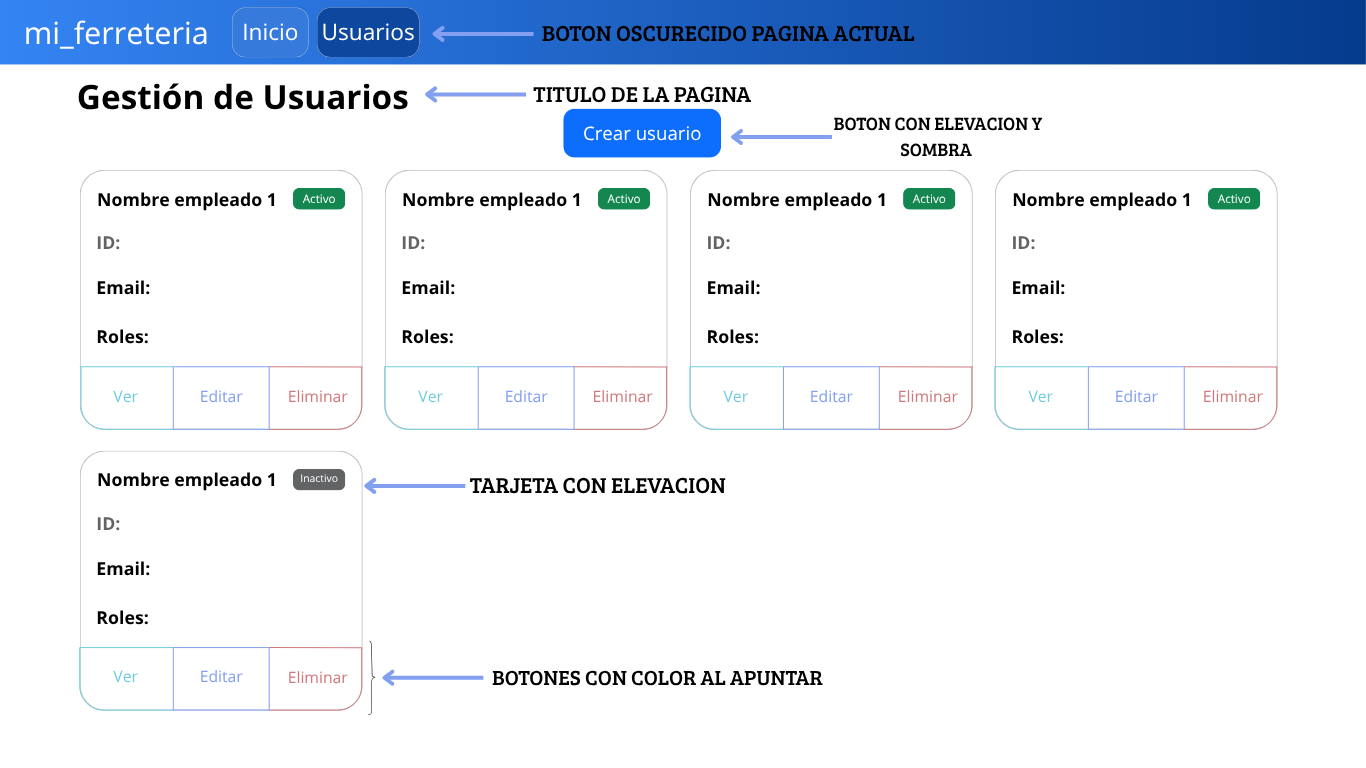 mi_ferreteria Inicio Usuarios BOTON OSCURECIDO PAGINA ACTUAL
Gestión de Usuarios TITULO DE LA PAGINA
Crear usuario BOTON CON ELEVACION Y
SOMBRA
Nombre empleado 1 Activo Nombre empleado 1 Activo Nombre empleado 1 Activo Nombre empleado 1 Activo
ID: ID: ID: ID:
Email: Email: Email: Email:
Roles: Roles: Roles: Roles:
Ver Editar Eliminar Ver Editar Eliminar Ver Editar Eliminar Ver Editar Eliminar
Nombre empleado 1 Inactivo TARJETA CON ELEVACION
ID:
Email:
Roles:
Ver Editar Eliminar BOTONES CON COLOR AL APUNTAR